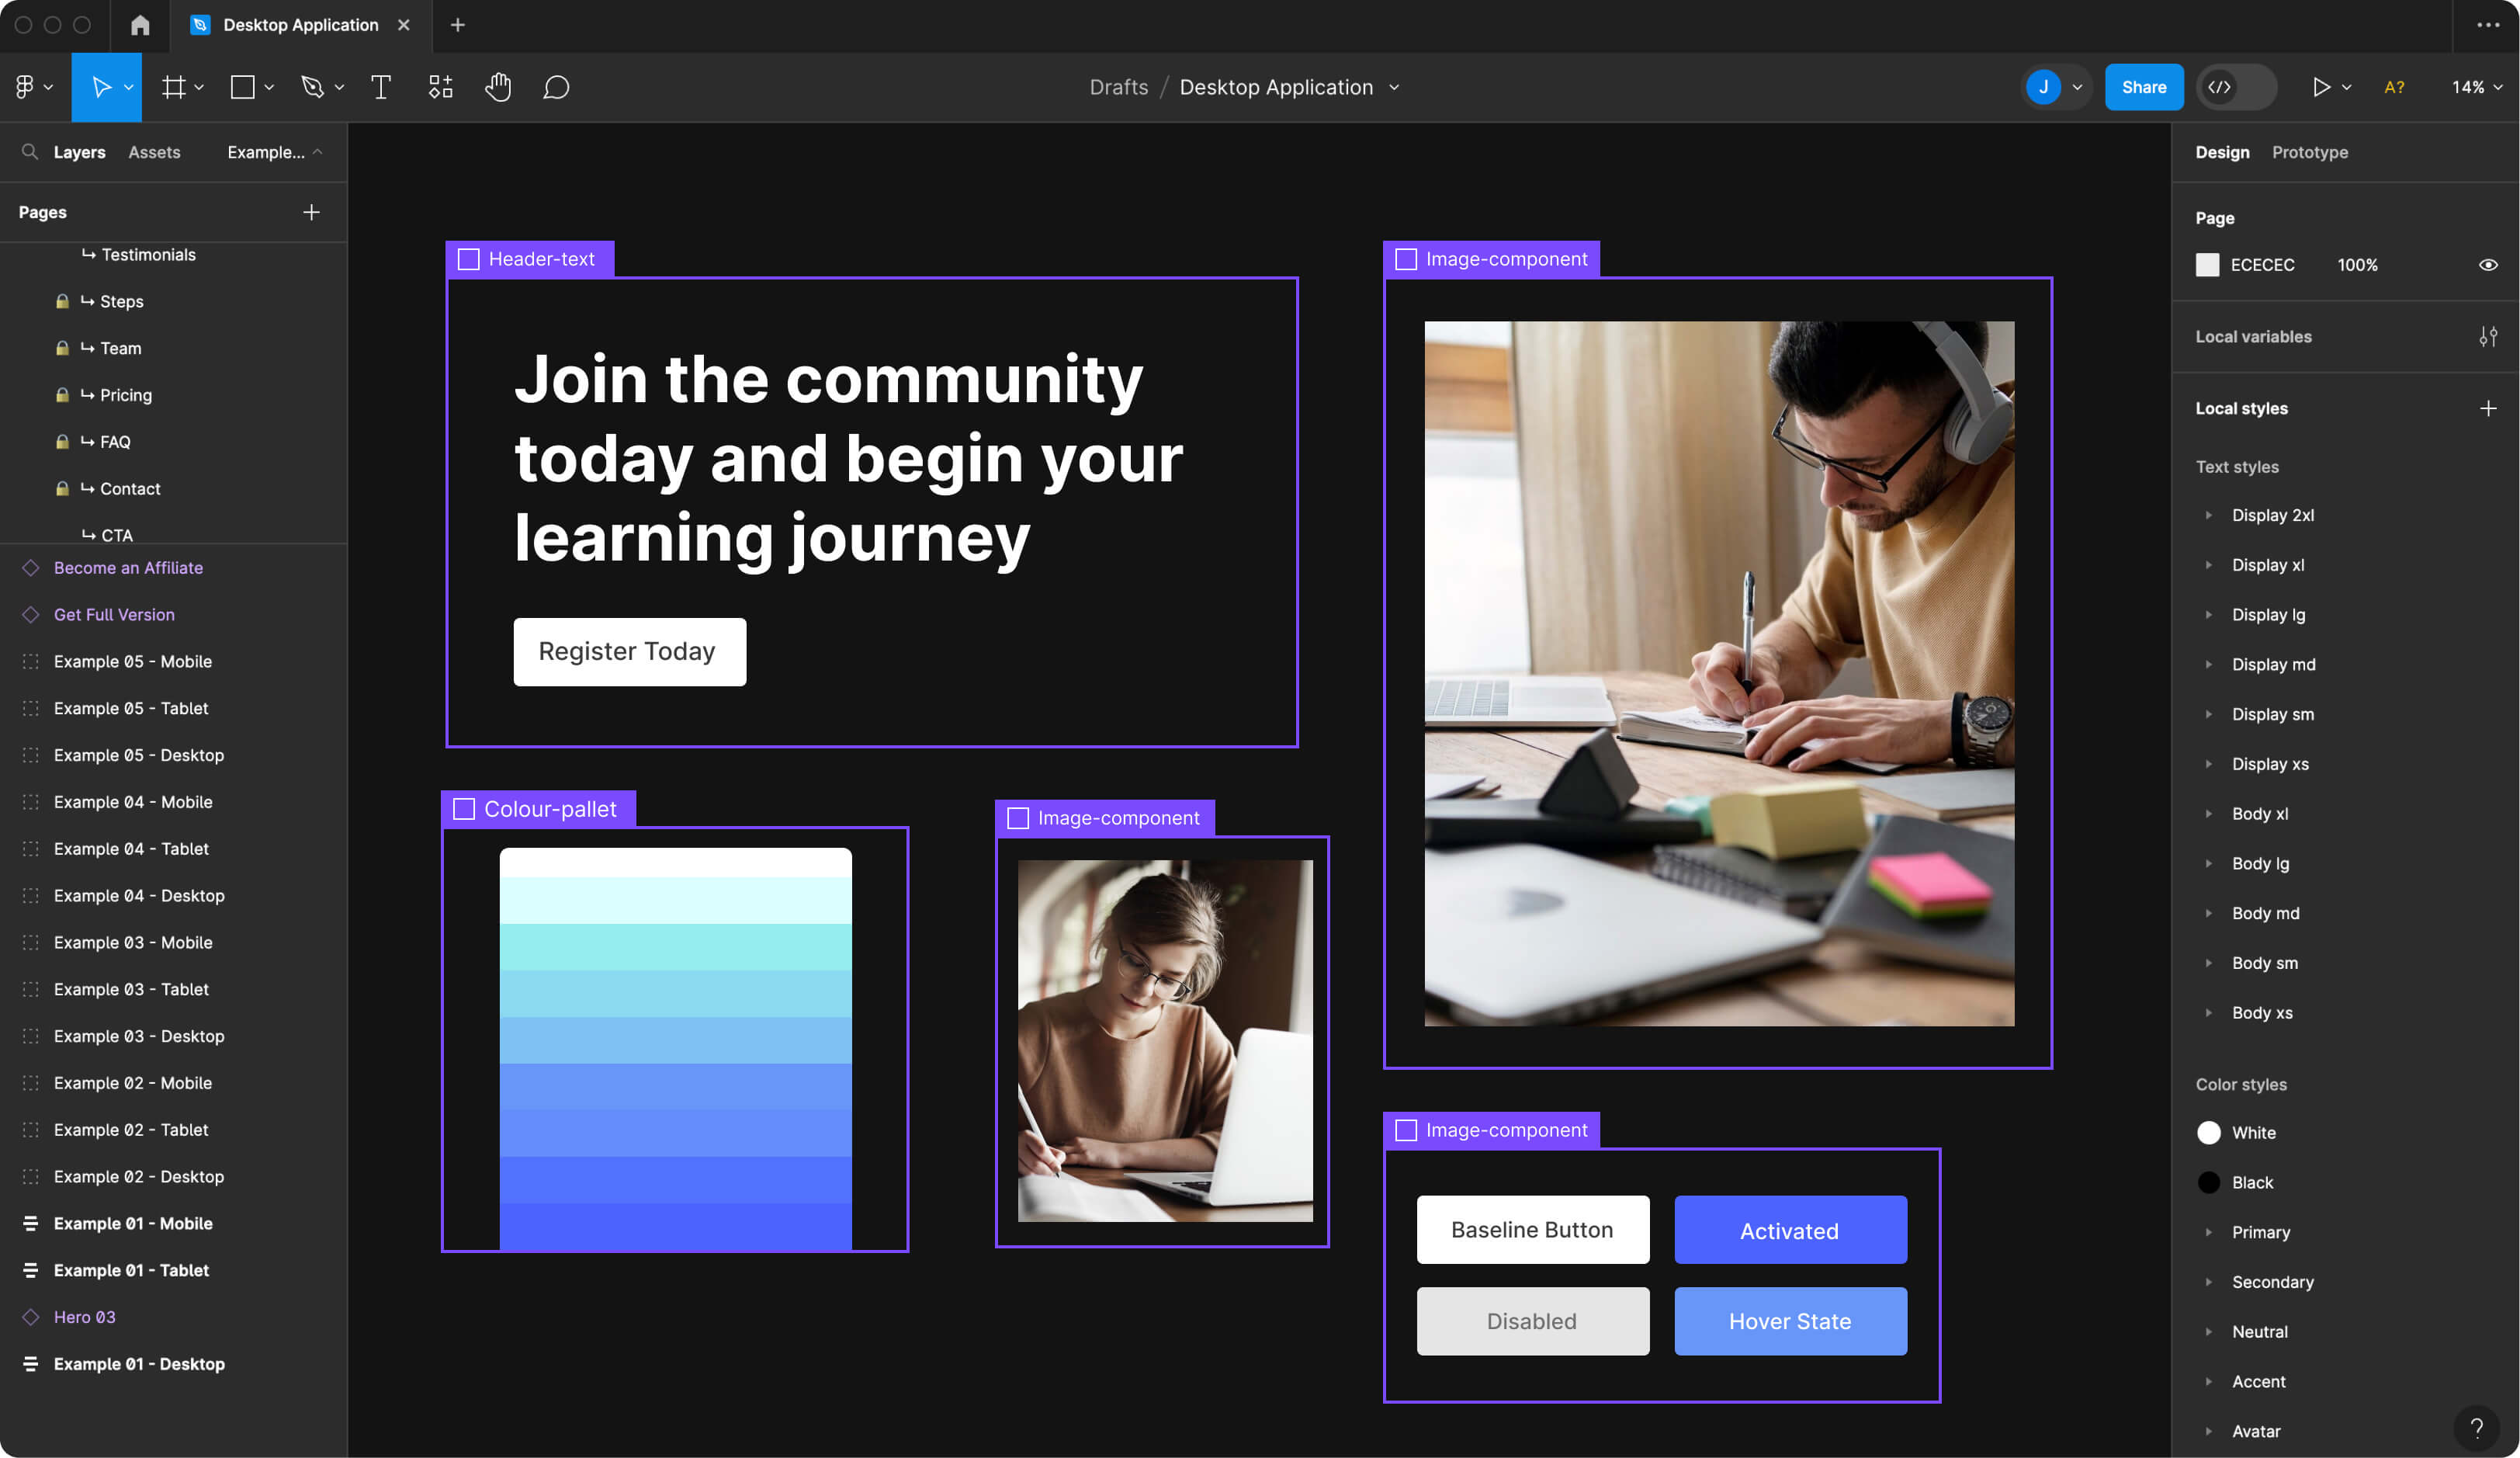 Desktop Application
Drafts / Desktop Application
J
Share
A?
14%
Layers
Assets
Example...
Pages
Testimonials
Steps
Team
Pricing
FAQ
Contact
CTA
Become an Affiliate
Get Full Version
Example 05 - Mobile
Example 05 - Tablet
Example 05 - Desktop
Example 04 - Mobile
Example 04 - Tablet
Example 04 - Desktop
Example 03 - Mobile
Example 03 - Tablet
Example 03 - Desktop
Example 02 - Mobile
Example 02 - Tablet
Example 02 - Desktop
Example 01 - Mobile
Example 01 - Tablet
Hero 03
Example 01 - Desktop
Header-text
Join the community
today and begin your
learning journey
Register Today
Image-component
Colour-pallet
Image-component
Image-component
Baseline Button
Activated
Disabled
Hover State
Design
Prototype
Page
ECECEC
100%
Local variables
Local styles
Text styles
Display 2xl
Display xl
Display lg
Display md
Display sm
Display xs
Body xl
Body lg
Body md
Body sm
Body xs
Color styles
White
Black
Primary
Secondary
Neutral
Accent
Avatar
?